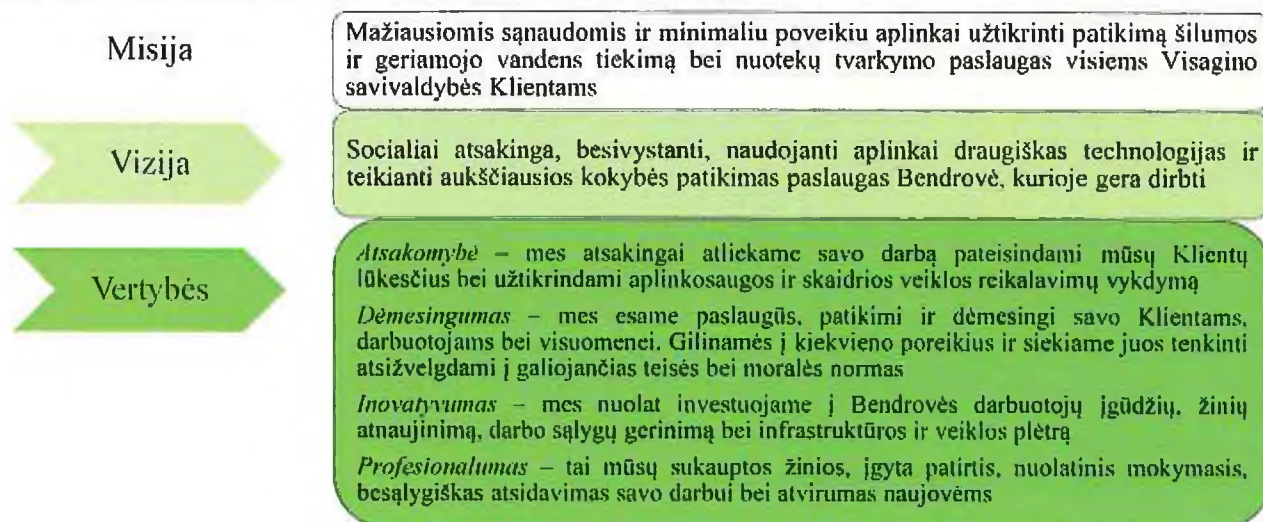 Misija
Mažiausiomis sąnaudomis ir minimaliu poveikiu aplinkai užtikrinti patikimą šilumos
ir geriamojo vandens tiekimą bei nuotekų tvarkymo paslaugas visiems Visagino
savivaldybės Klientams
Vizija
Socialiai atsakinga, besivystanti, naudojanti aplinkai draugiškas technologijas ir
teikianti aukščiausios kokybės patikimas paslaugas Bendrovė, kurioje gera dirbti
Vertybės
Atsakomybė – mes atsakingai atliekame savo darbą pateisindami mūsų Klientų
lūkesčius bei užtikrindami aplinkosaugos ir skaidrios veiklos reikalavimų vykdymą
Dėmesingumas – mes esame paslaugūs, patikimi ir dėmesingi savo Klientams,
darbuotojams bei visuomenei. Gilinamės į kiekvieno poreikius ir siekiame juos tenkinti
atsižvelgdami į galiojančias teisės bei moralės normas
Inovatyvumas – mes nuolat investuojame į Bendrovės darbuotojų įgūdžių, žinių
atnaujinimą, darbo sąlygų gerinimą bei infrastruktūros ir veiklos plėtrą
Profesionalumas – tai mūsų sukauptos žinios, įgyta patirtis, nuolatinis mokymasis,
besąlygiškas atsidavimas savo darbui bei atvirumas naujovėms